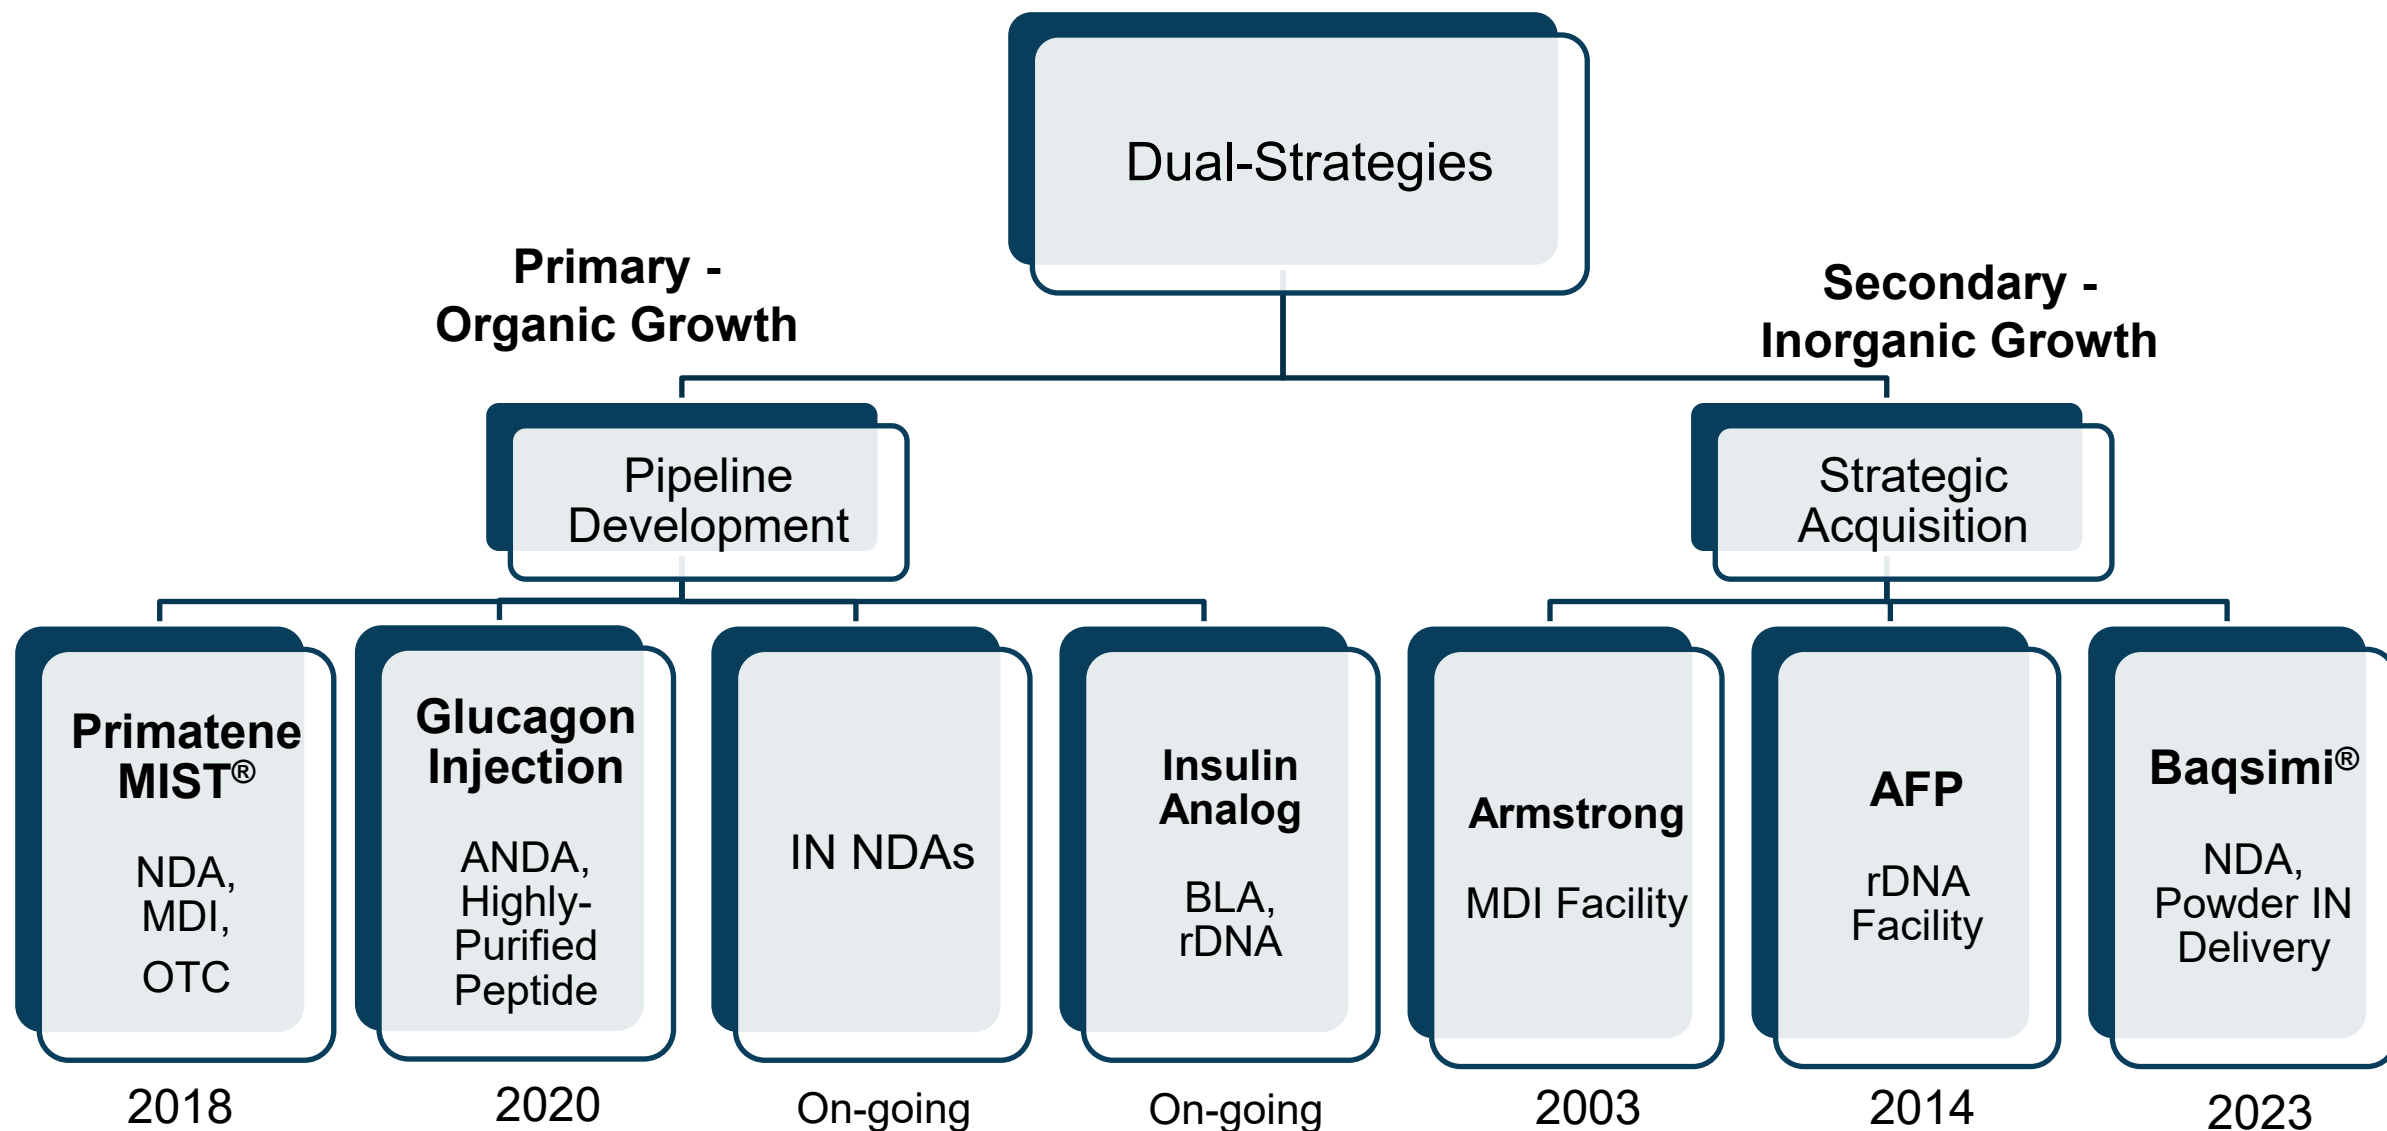 Dual-Strategies
Primary -
Organic Growth
Secondary -
Inorganic Growth
Pipeline
Development
Strategic
Acquisition
Primatene
MIST®
NDA,
MDI,
OTC
2018
Glucagon
Injection
ANDA,
Highly-
Purified
Peptide
2020
IN NDAs
On-going
Insulin
Analog
BLA,
rDNA
On-going
Armstrong
MDI Facility
2003
AFP
rDNA
Facility
2014
Baqsimi®
NDA,
Powder IN
Delivery
2023